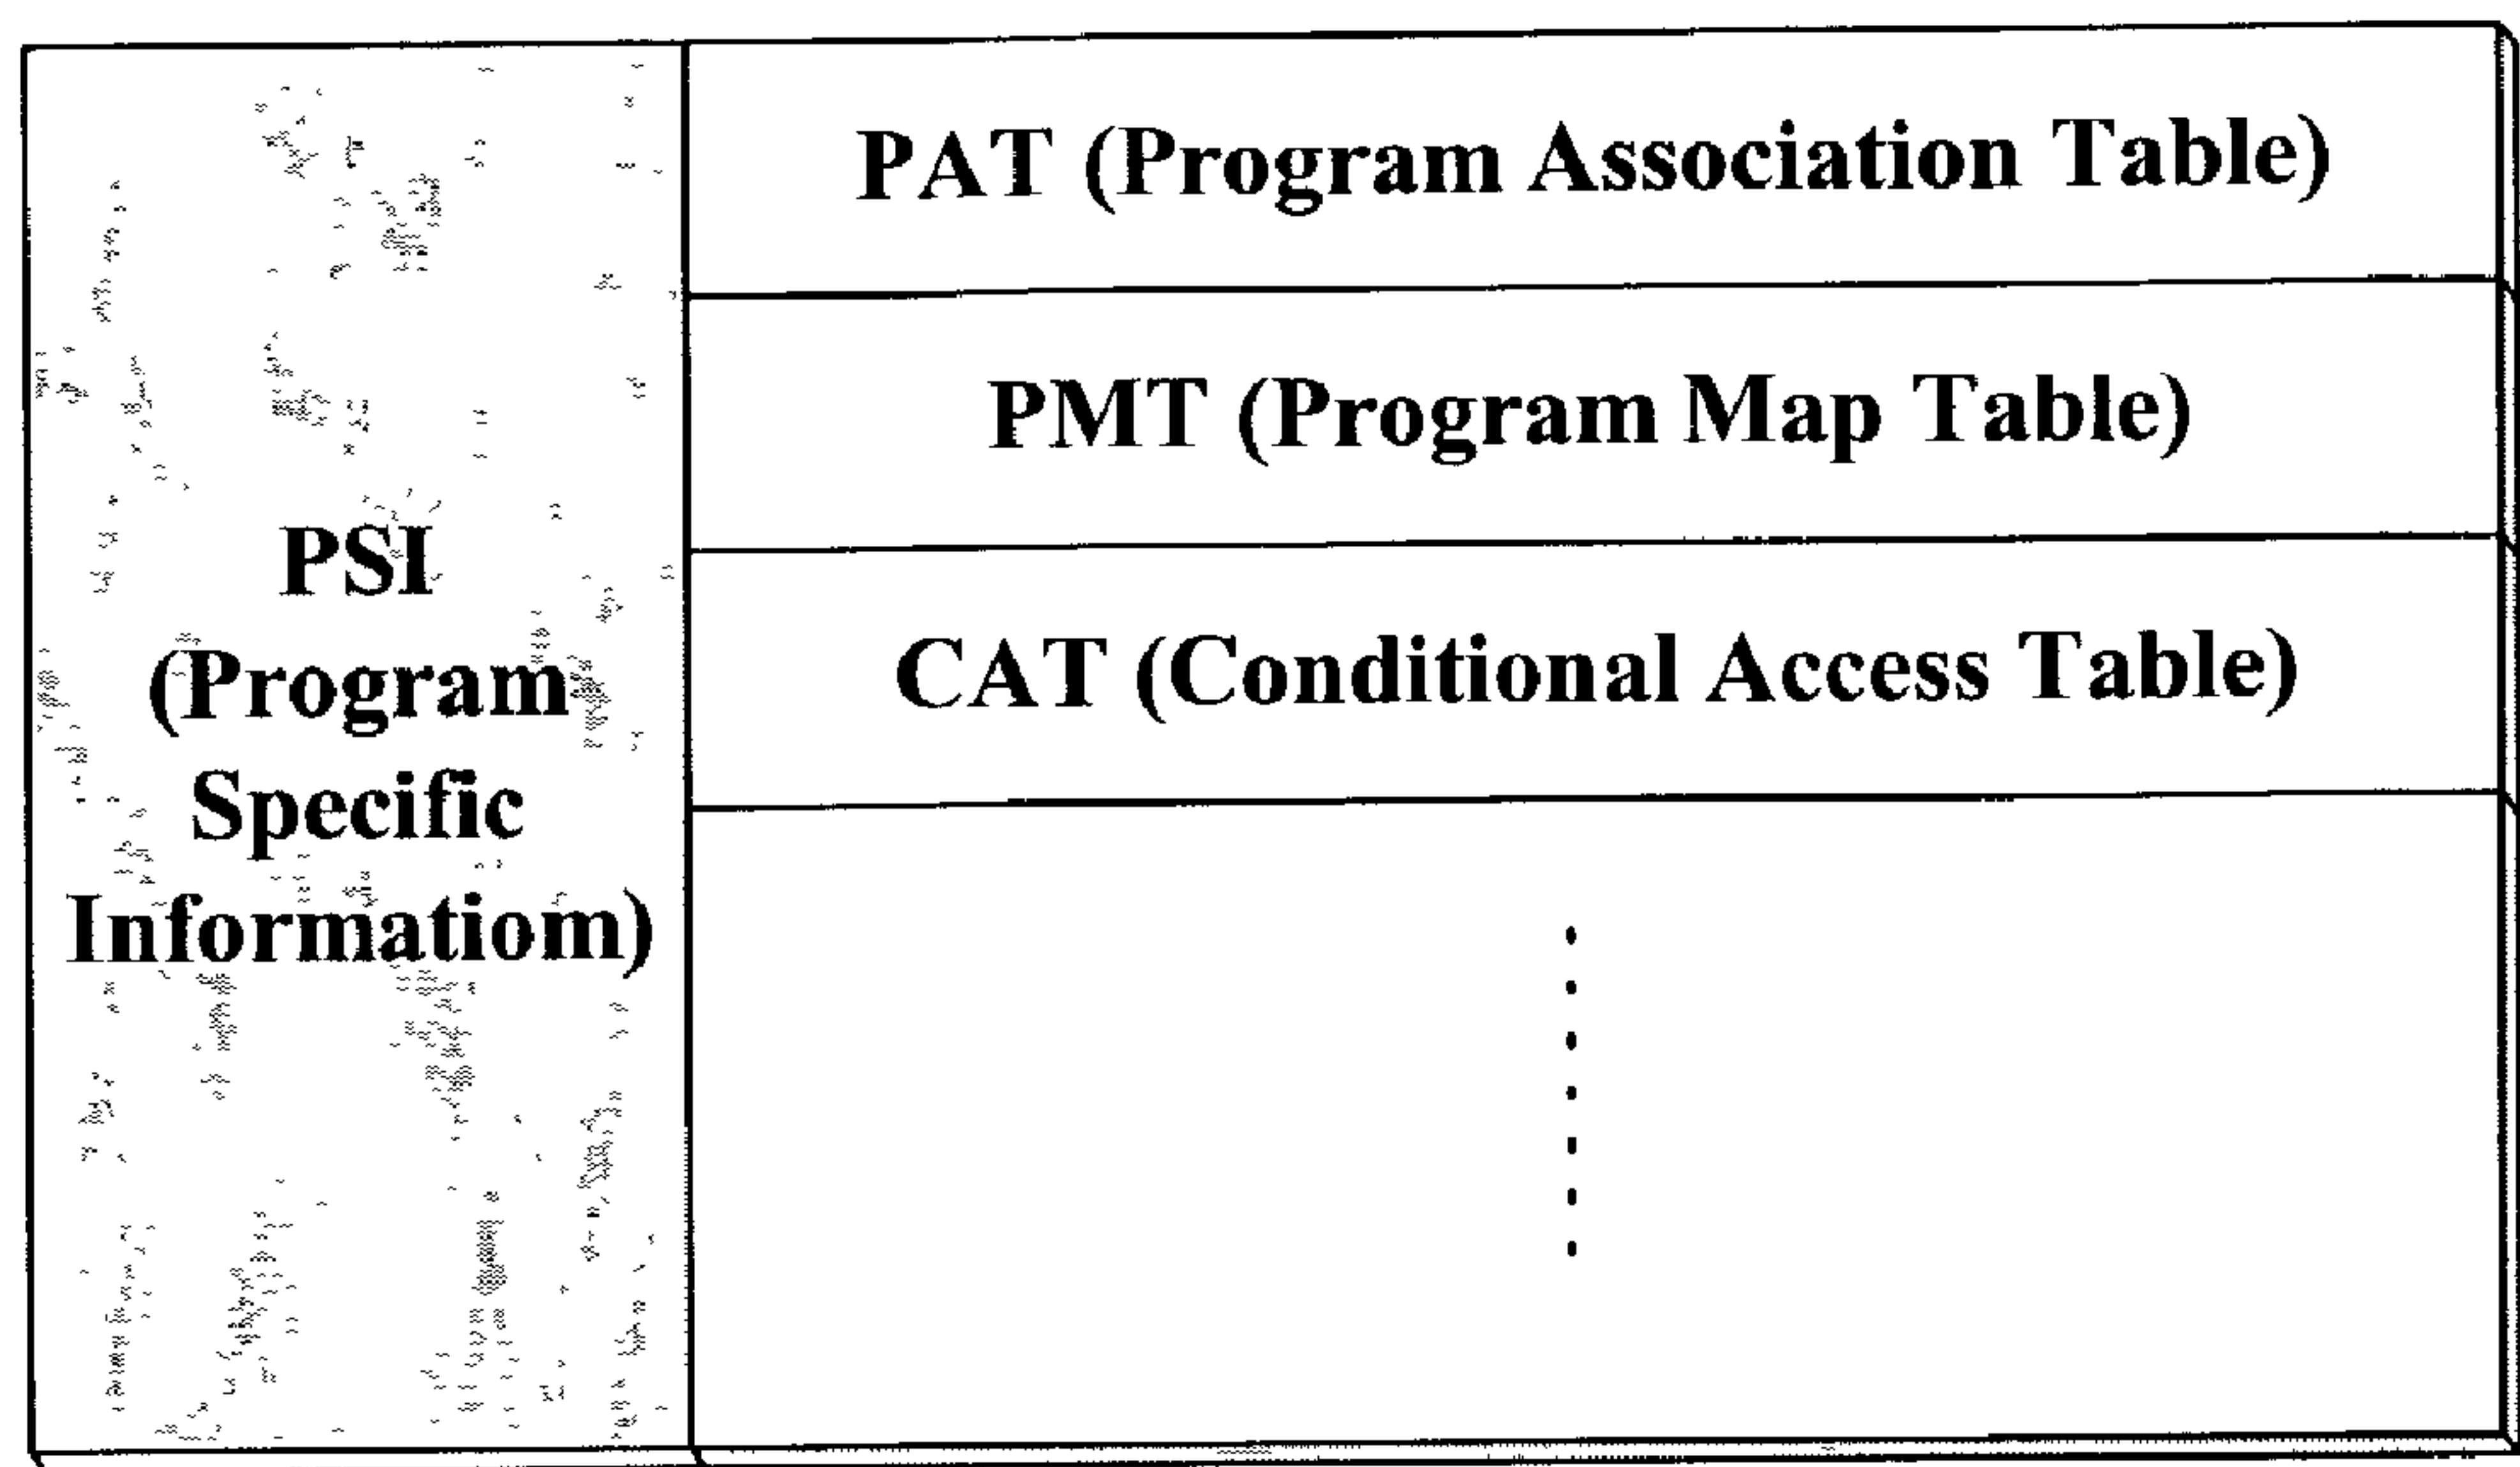 PAT (Program Association Table)
PMT (Program Map Table)
CAT (Conditional Access Table)
PSI
(Program
Specific
Informatiom)